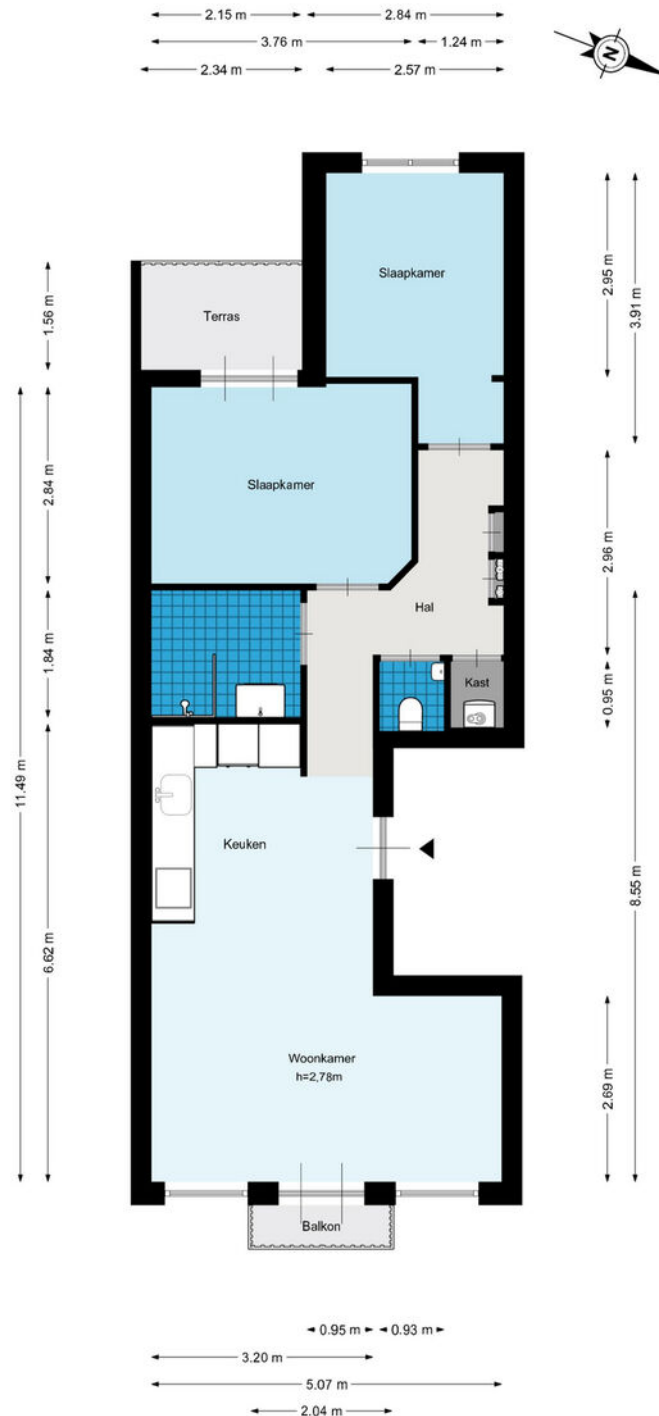 2.15 m
2.84 m
3.76 m
1.24 m
2.34 m
2.57 m
N
Slaapkamer
2.95 m
3.91 m
1.56 m
Terras
Slaapkamer
2.84 m
2.96 m
Hal
1.84 m
Kast
0.95 m
11.49 m
Keuken
8.55 m
6.62 m
Woonkamer
h=2,78m
2.69 m
Balkon
0.95 m
0.93 m
3.20 m
5.07 m
2.04 m